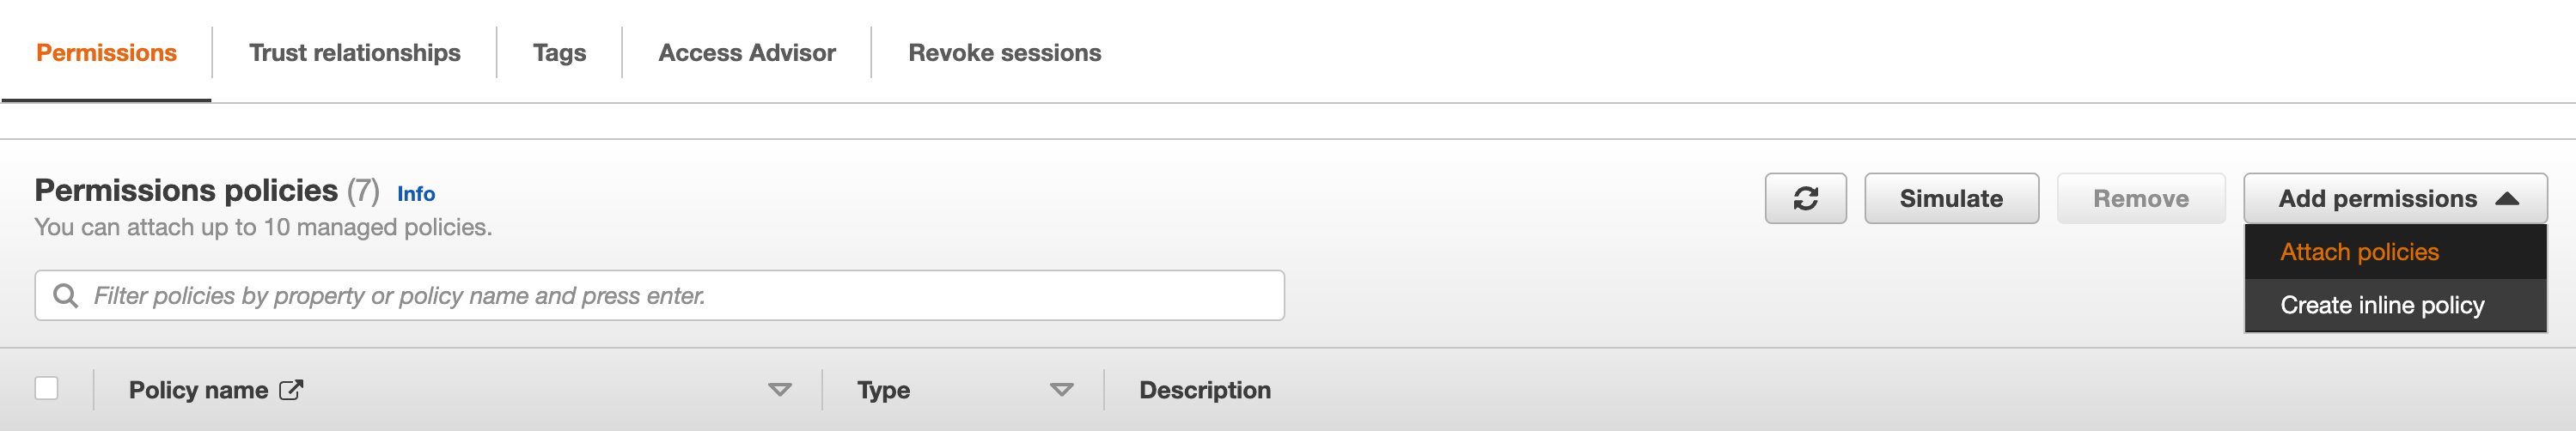 Permissions Trust relationships Tags Access Advisor Revoke sessions
Permissions policies (7) Info
Simulate Remove Add permissions
You can attach up to 10 managed policies.
Attach policies
Filter policies by property or policy name and press enter.
Create inline policy
Policy name Type Description